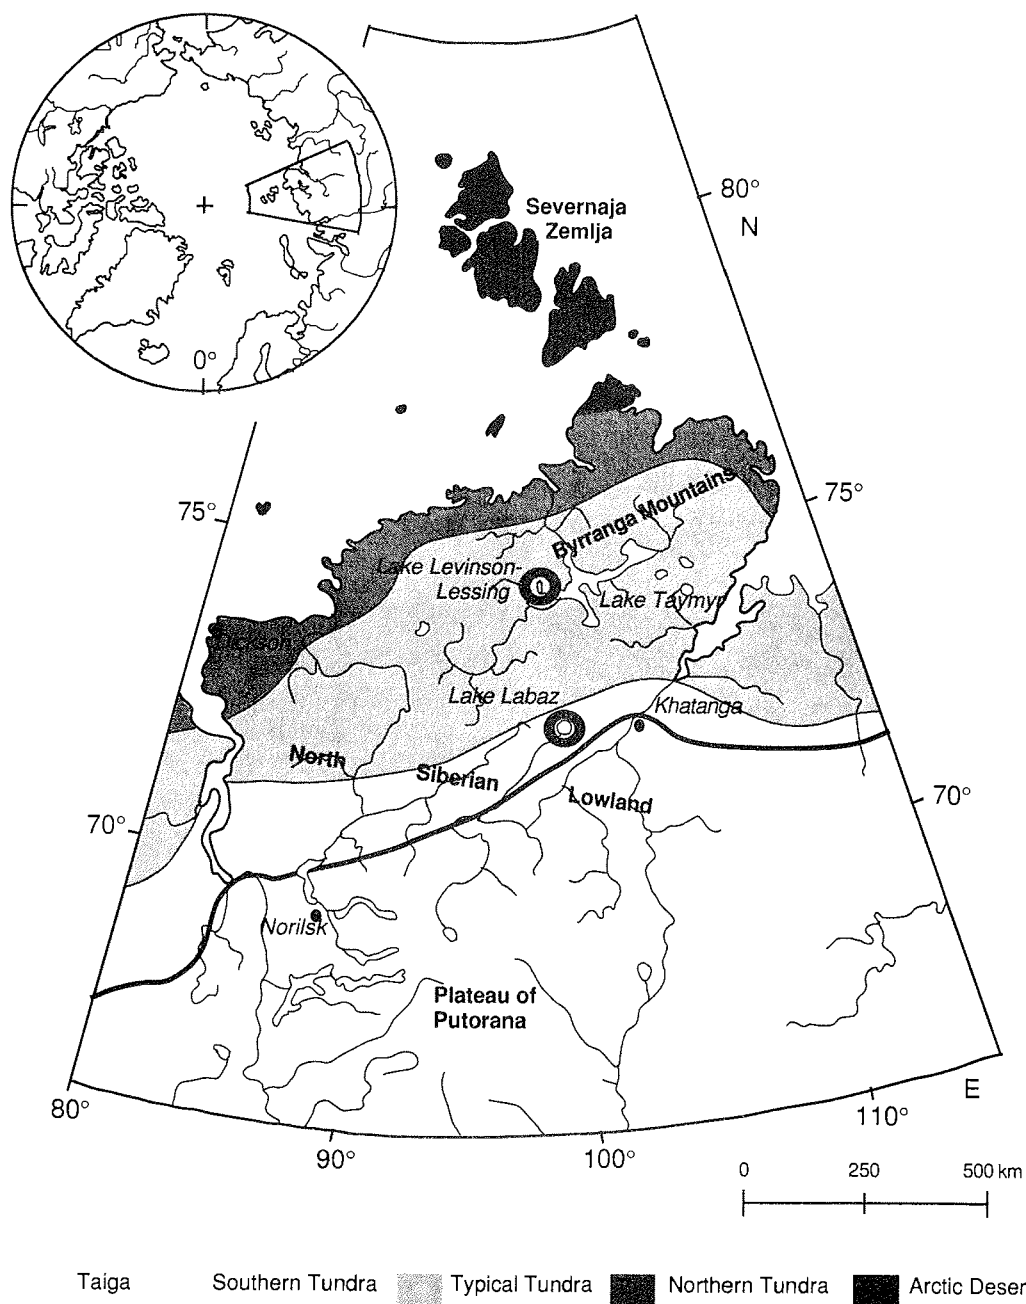 0°
80°
N
Severnaja
Zemlja
75°
75°
Byrranga Mountains
Lake Levinson-
Lessing
Lake Taymyr
Lake Labaz
Khatanga
North
Siberian
Lowland
70°
70°
Norilsk
Plateau of
Putorana
E
80°
90°
100°
110°
0 250 500 km
Taiga Southern Tundra Typical Tundra Northern Tundra Arctic Deser